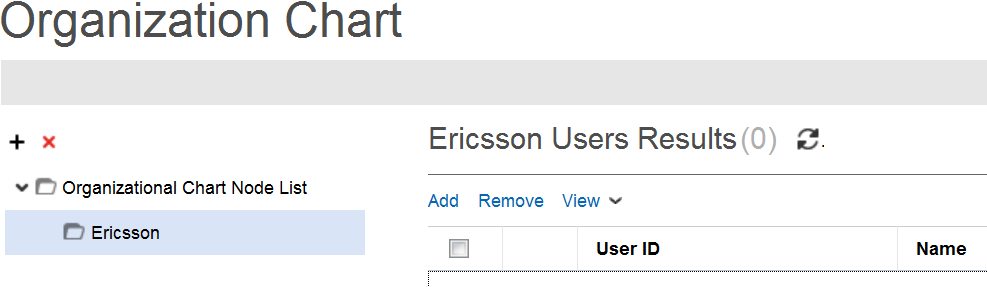 Organization Chart
Ericsson Users Results (0) .
Organizational Chart Node List
Ericsson
Add Remove View
User ID Name